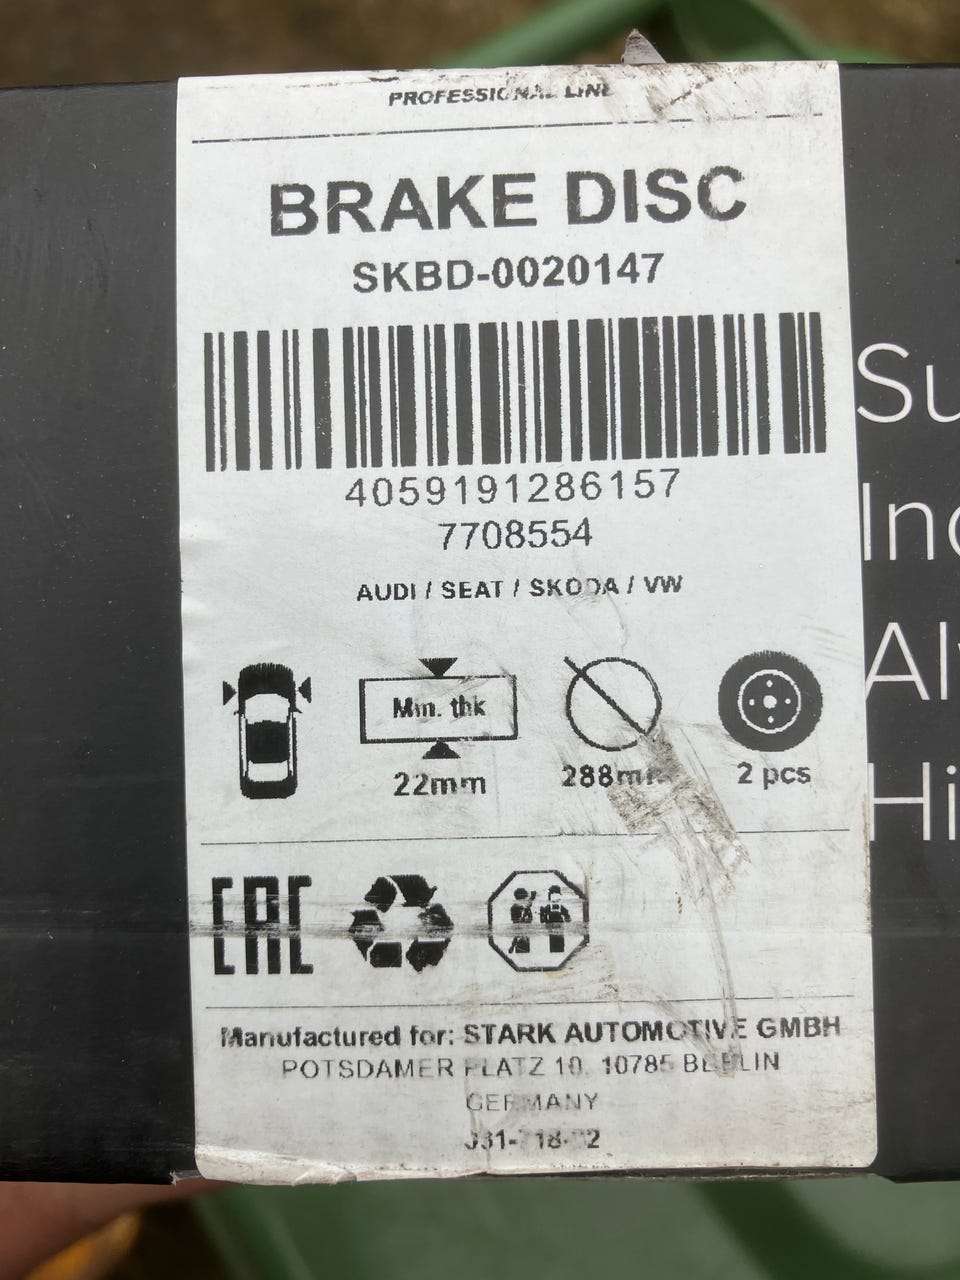 PROFESSIONAL LINE
BRAKE DISC
SKBD-0020147
4059191286157
7708554
AUDI / SEAT / SKODA / VW
Min. thk
22mm
288mm
2 pcs
EAC
Manufactured for: STARK AUTOMOTIVE GMBH
POTSDAMER PLATZ 10, 10785 BERLIN
GERMANY
Su
In
Al
Hi